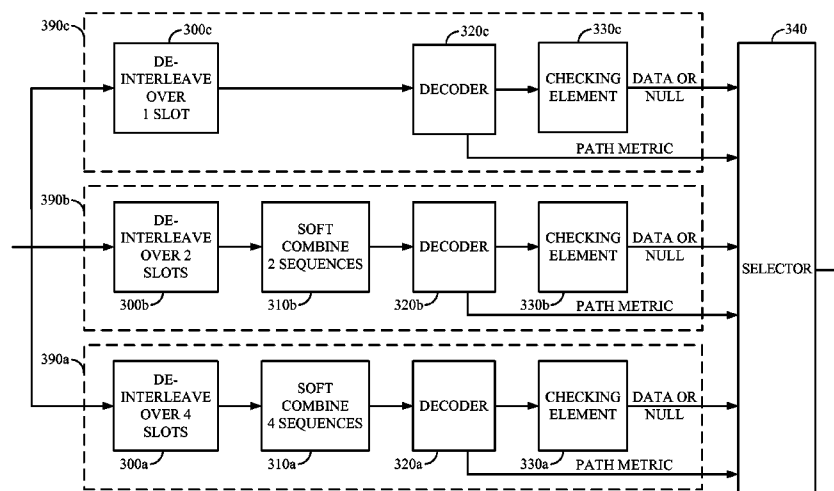 390c
300c
320c
330c
340
DE-
INTERLEAVE
OVER
1 SLOT
DECODER
CHECKING
ELEMENT
DATA OR
NULL
PATH METRIC
390b
DE-
INTERLEAVE
OVER 2
SLOTS
SOFT
COMBINE
2 SEQUENCES
DECODER
CHECKING
ELEMENT
DATA OR
NULL
SELECTOR
300b
310b
320b
330b
PATH METRIC
390a
DE-
INTERLEAVE
OVER 4
SLOTS
SOFT
COMBINE
4 SEQUENCES
DECODER
CHECKING
ELEMENT
DATA OR
NULL
300a
310a
320a
330a
PATH METRIC